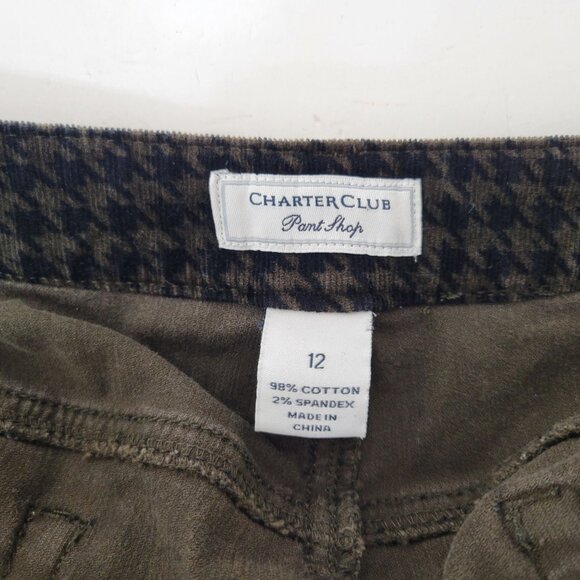 CHARTER CLUB
Pant Shop
12
98% COTTON
2% SPANDEX
MADE IN
CHINA